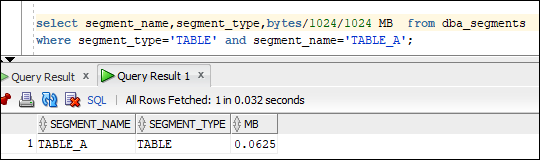 select segment_name,segment_type,bytes/1024/1024 MB  from dba_segments
where segment_type='TABLE' and segment_name='TABLE_A';
Query Result x Query Result 1 x
SQL | All Rows Fetched: 1 in 0.032 seconds
SEGMENT_NAME SEGMENT_TYPE MB
1 TABLE_A TABLE 0.0625